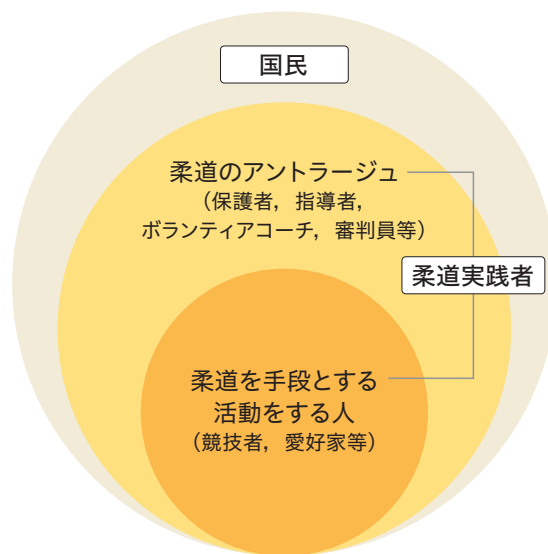 国民
柔道のアントラージュ
（保護者，指導者，
ボランティアコーチ，審判員等）
柔道実践者
柔道を手段とする
活動をする人
（競技者，愛好家等）